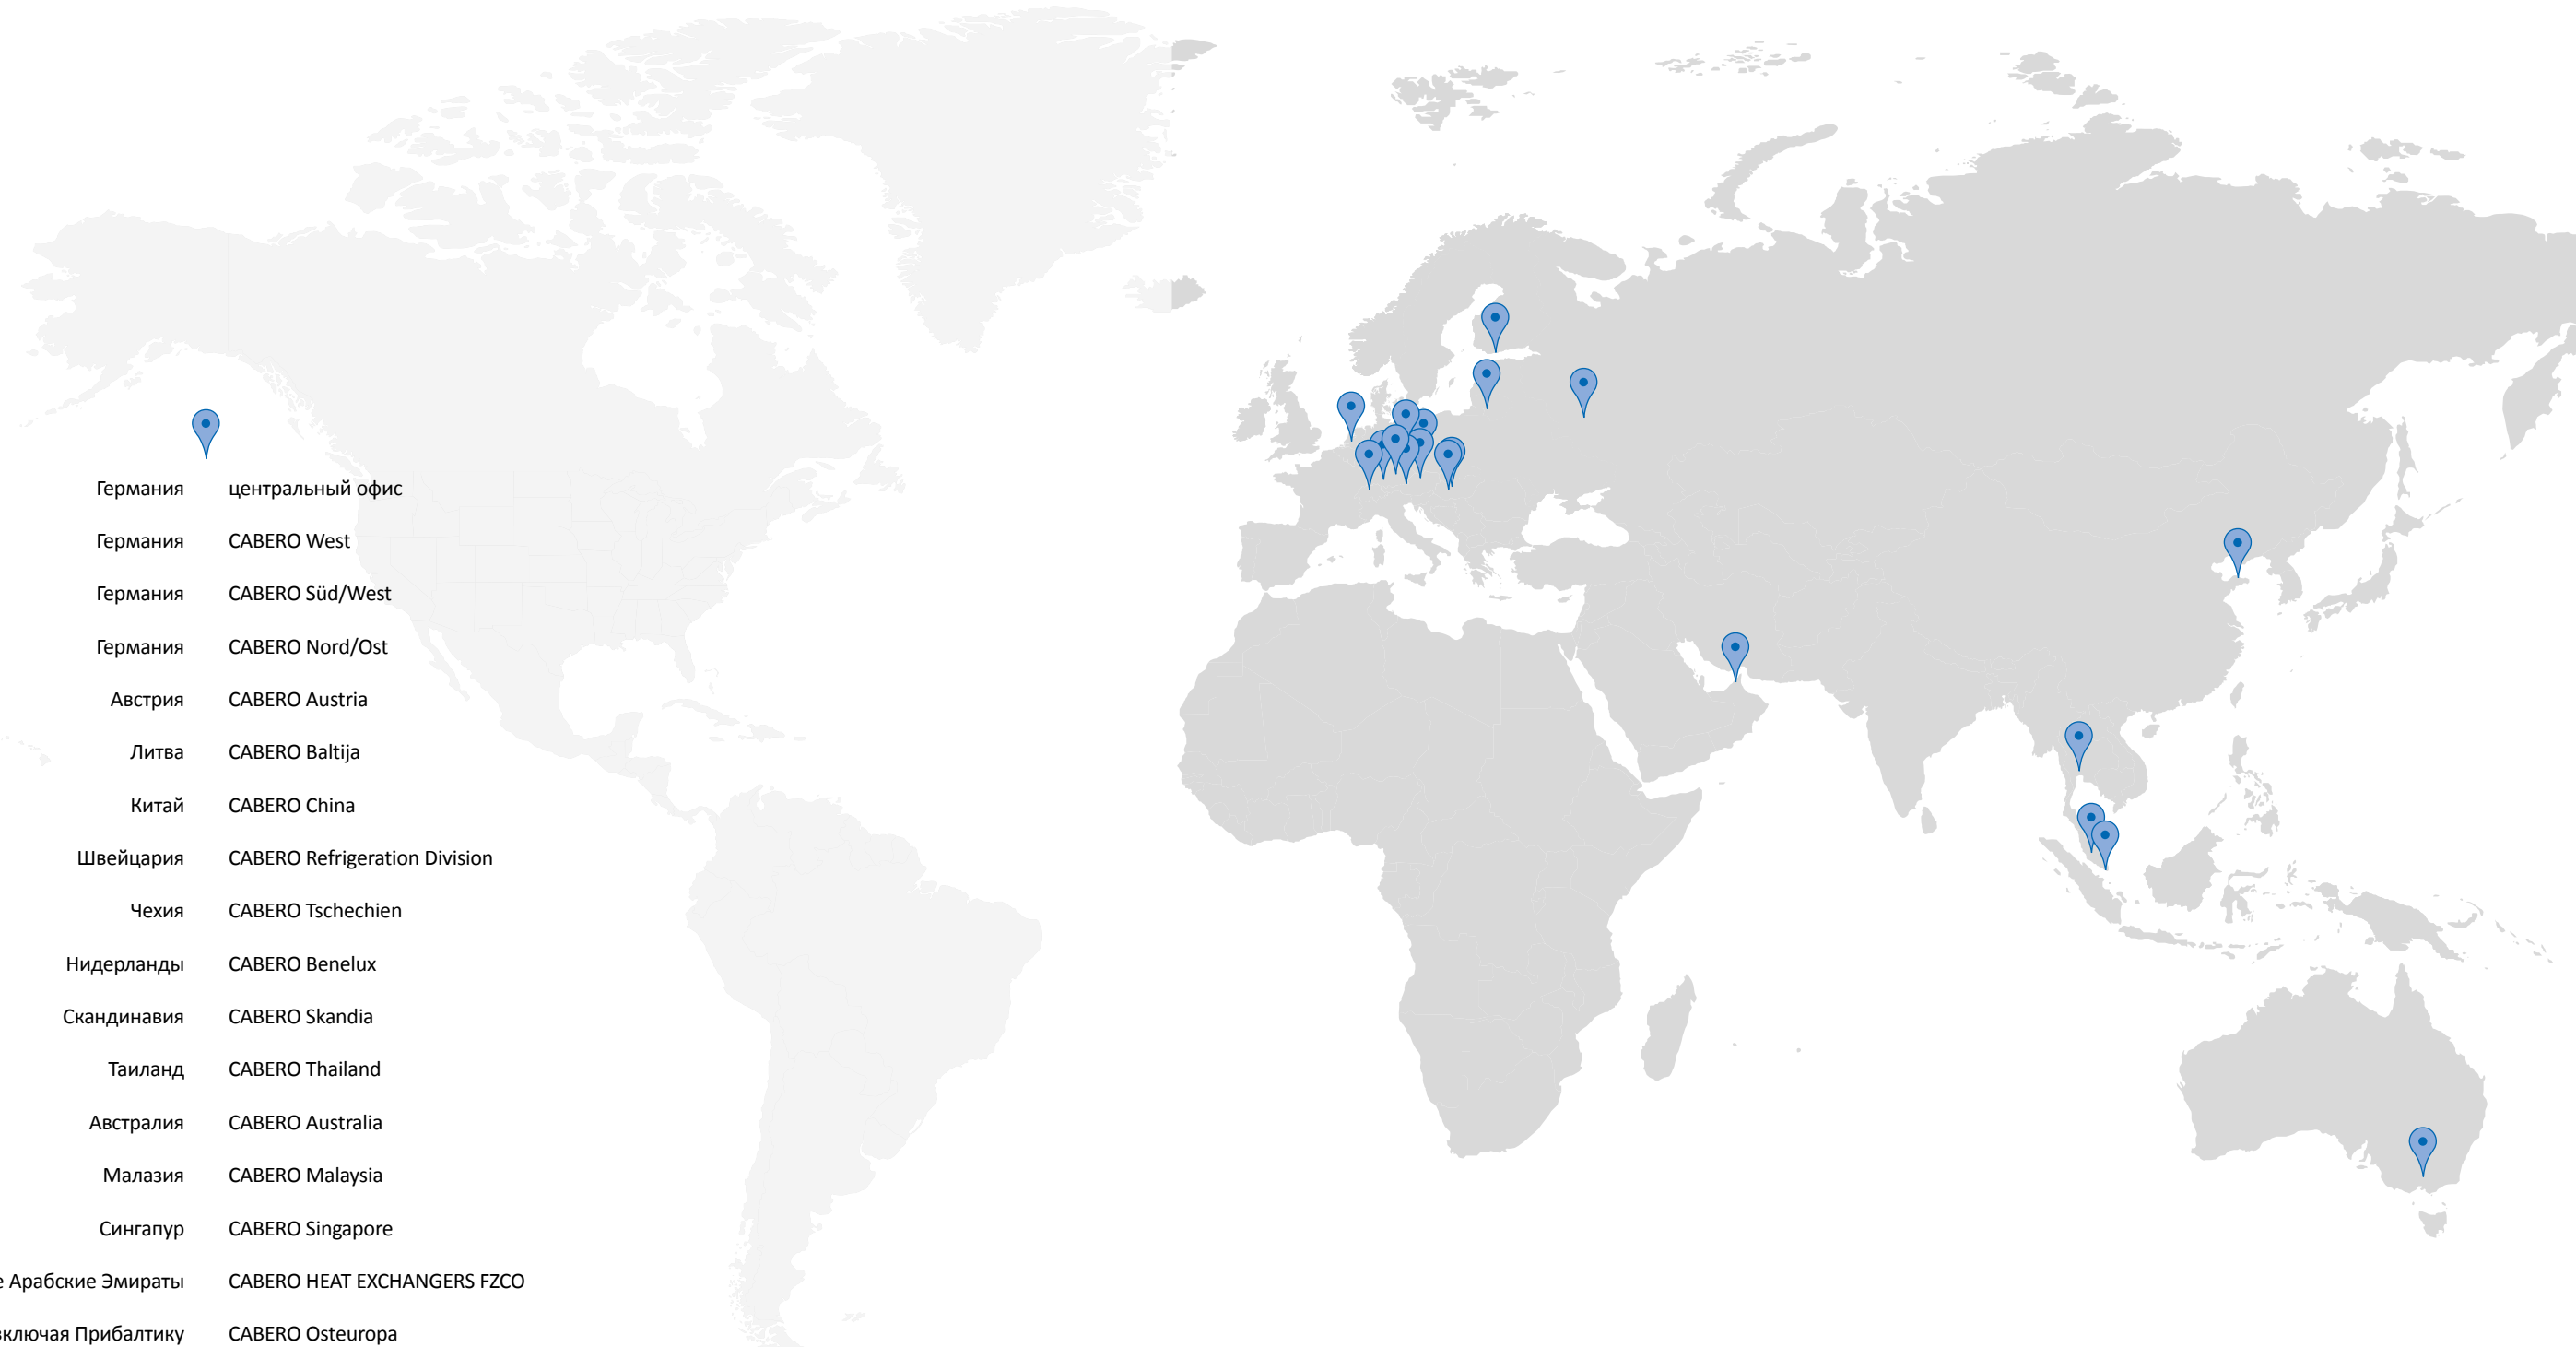 Германия центральный офис
Германия CABERO West
Германия CABERO Süd/West
Германия CABERO Nord/Ost
Австрия CABERO Austria
Литва CABERO Baltija
Китай CABERO China
Швейцария CABERO Refrigeration Division
Чехия CABERO Tschechien
Нидерланды CABERO Benelux
Скандинавия CABERO Skandia
Таиланд CABERO Thailand
Австралия CABERO Australia
Малазия CABERO Malaysia
Сингапур CABERO Singapore
е Арабские Эмираты CABERO HEAT EXCHANGERS FZCO
включая Прибалтику CABERO Osteuropa